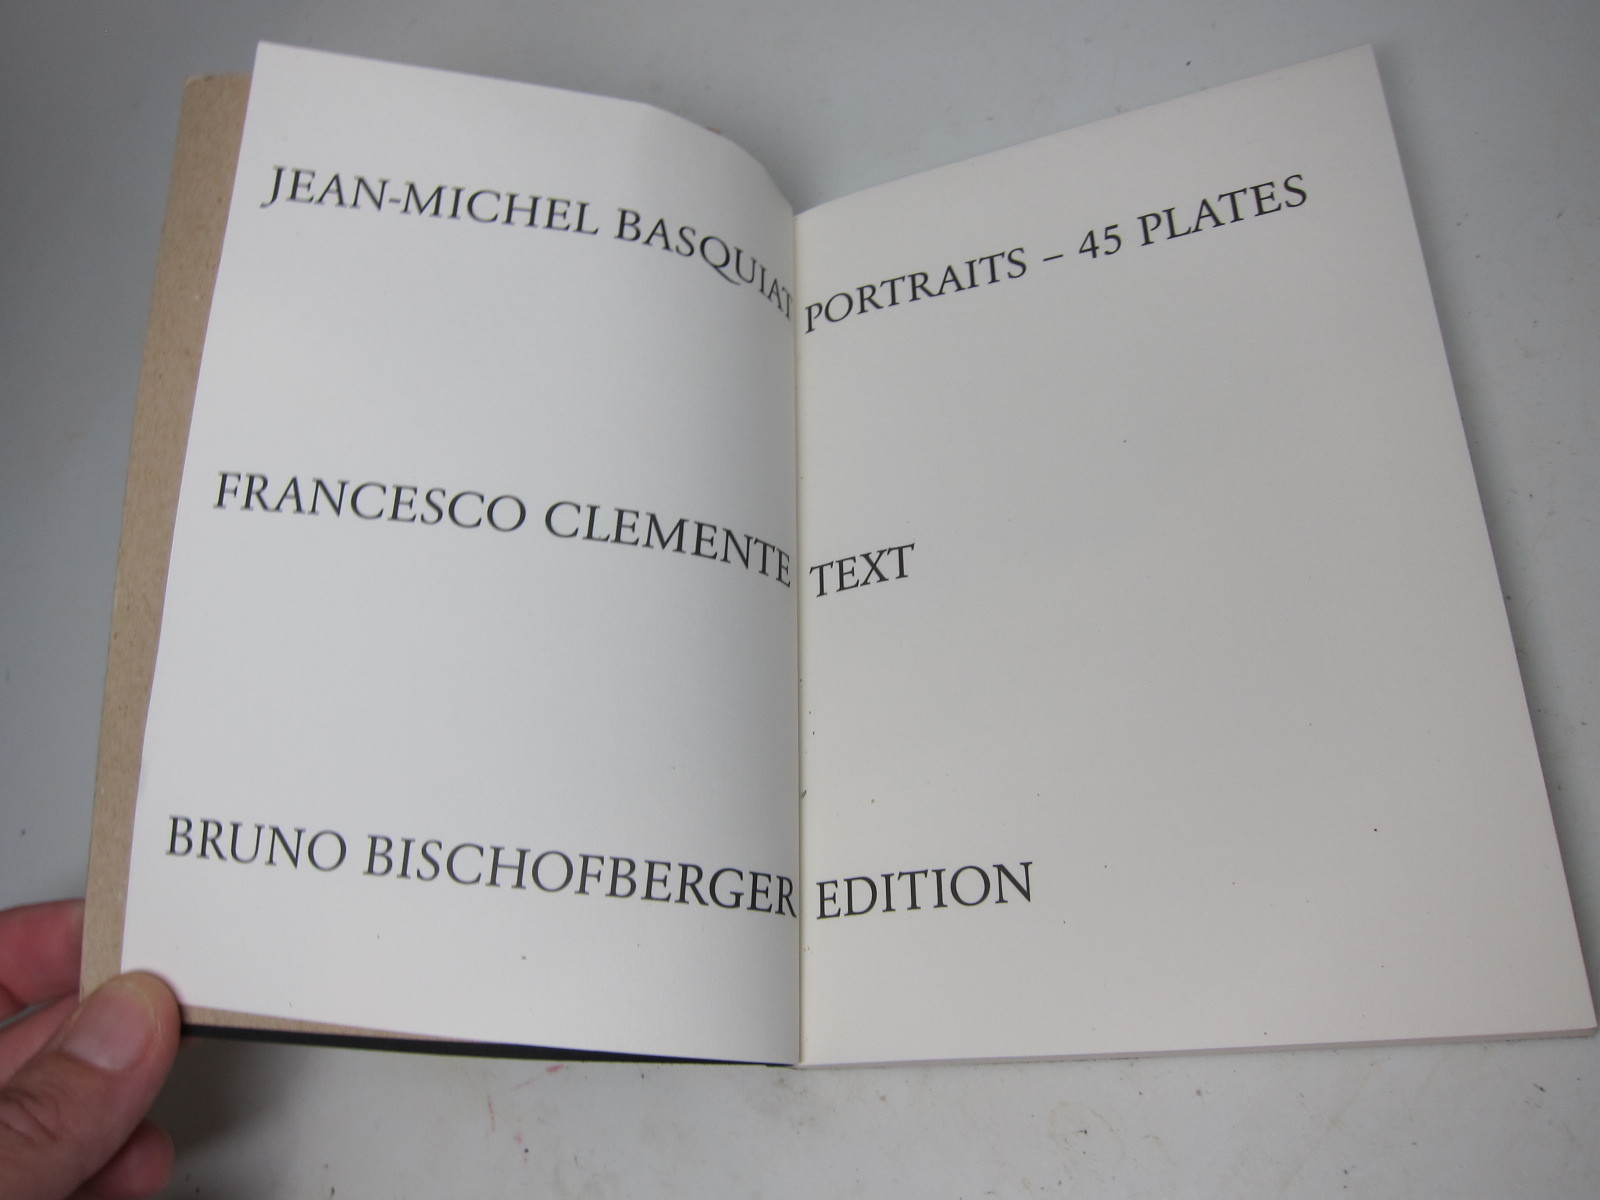 JEAN-MICHEL BASQUIAT PORTRAITS – 45 PLATES
FRANCESCO CLEMENTE TEXT
BRUNO BISCHOFBERGER EDITION